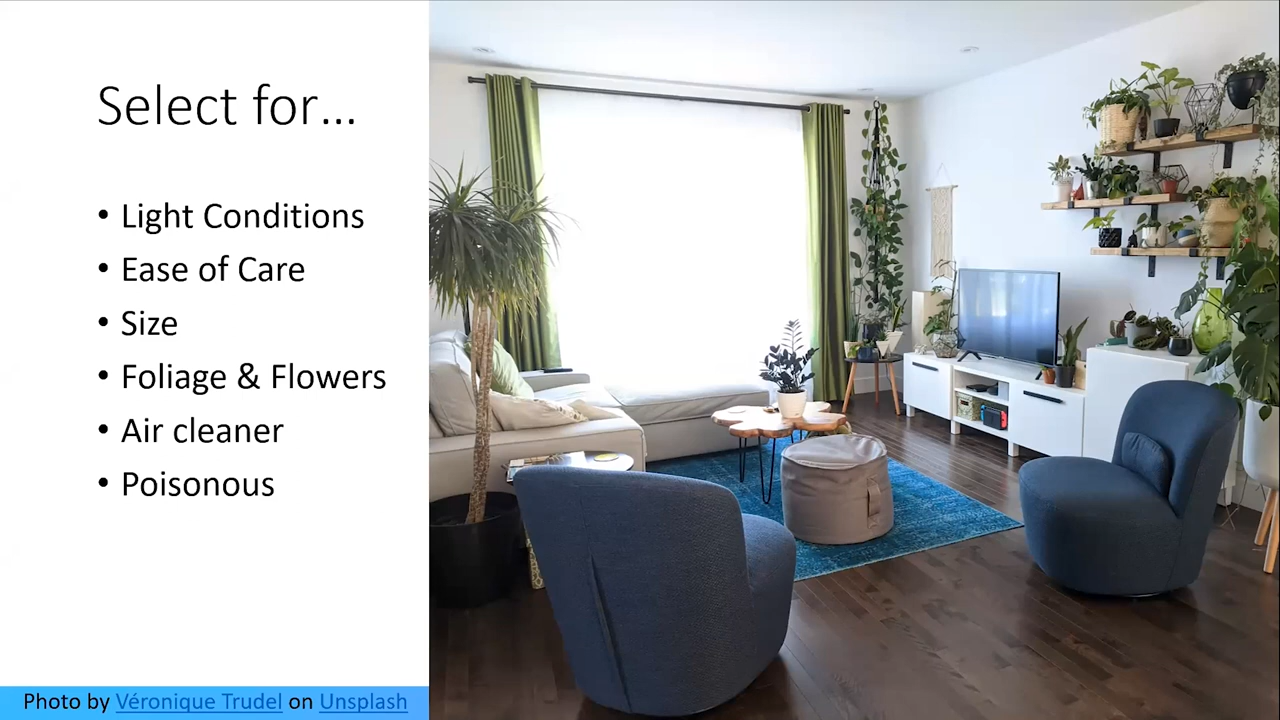 Select for...
• Light Conditions
• Ease of Care
• Size
• Foliage & Flowers
• Air cleaner
• Poisonous
Photo by Véronique Trudel on Unsplash